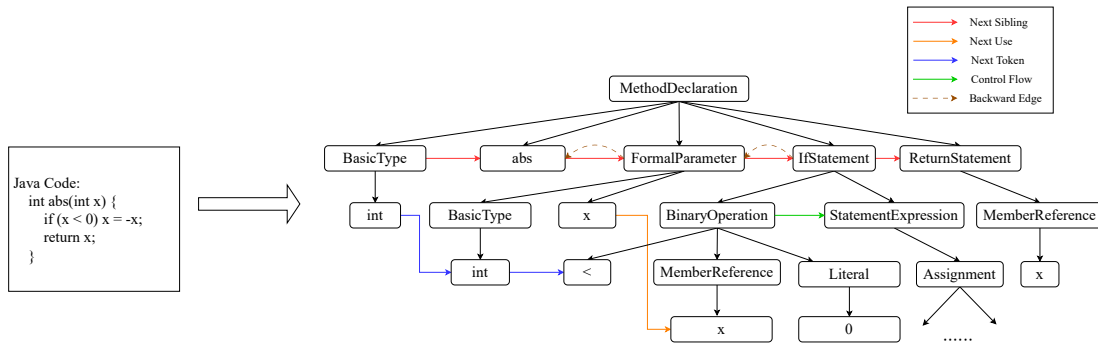 Next Sibling
Next Use
Next Token
Control Flow
Backward Edge
MethodDeclaration
BasicType
abs
FormalParameter
IfStatement
ReturnStatement
Java Code:
int abs(int x) {
if (x < 0) x = -x;
return x;
}
int
BasicType
x
BinaryOperation
StatementExpression
MemberReference
int
<
MemberReference
Literal
Assignment
x
x
0
......